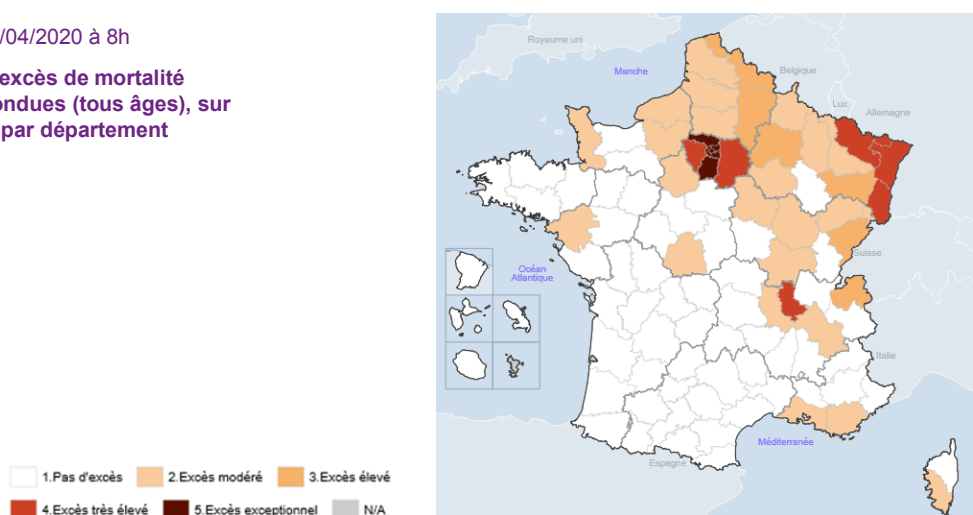 /04/2020 à 8h
excès de mortalité
ondues (tous âges), sur
par département
Royaume uni
Manche
Belgique
Lux.
Allemagne
Suisse
Océan
Atlantique
Italie
Méditerranée
Espagne
1.Pas d'excès 2.Excès modéré 3.Excès élevé
4.Excès très élevé 5.Excès exceptionnel N/A